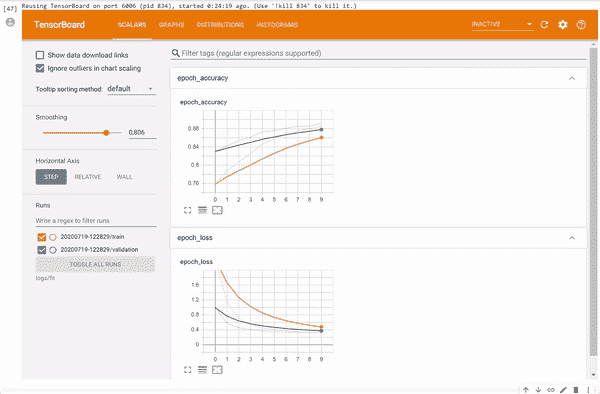 [47] Reusing TensorBoard on port 6006 (pid 834), started 0:24:19 ago. (Use '!kill 834' to kill it.)
TensorBoard SCALARS GRAPHS DISTRIBUTIONS HISTOGRAMS INACTIVE
Show data download links
Ignore outliers in chart scaling
Tooltip sorting method: default
Smoothing
0,806
Horizontal Axis
STEP RELATIVE WALL
Runs
Write a regex to filter runs
20200719-122829/train
20200719-122829/validation
TOGGLE ALL RUNS
logs/fit
Filter tags (regular expressions supported)
epoch_accuracy
epoch_accuracy
0.88
0.84
0.8
0.76
0 1 2 3 4 5 6 7 8 9
epoch_loss
epoch_loss
1.6
1.2
0.8
0.4
0
0 1 2 3 4 5 6 7 8 9